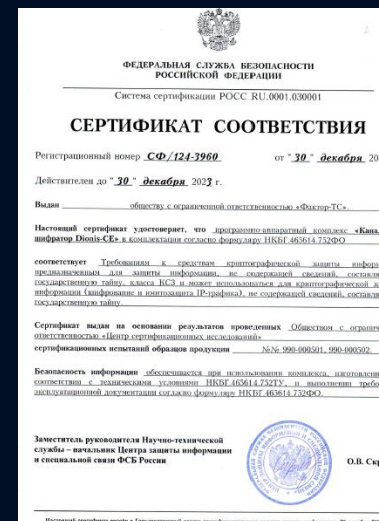 ФЕДЕРАЛЬНАЯ СЛУЖБА БЕЗОПАСНОСТИ
РОССИЙСКОЙ ФЕДЕРАЦИИ
Система сертификации РОСС RU.0001.030001
СЕРТИФИКАТ СООТВЕТСТВИЯ
Регистрационный номер СФ/124-3960 от "30" декабря 20
Действителен до "30" декабря 2023 г.
Выдан обществу с ограниченной ответственностью «Фактор-ТС».
Настоящий сертификат удостоверяет, что программно-аппаратный комплекс «Канал
шифратор Dionis-CE» в комплектации согласно формуляру НКБГ.465614.752ФО
соответствует Требованиям к средствам криптографической защиты информ
предназначенным для защиты информации, не содержащей сведений, составля
государственную тайну, класса КС3 и может использоваться для криптографической за
информации (шифрование и имитозащита IP-трафика), не содержащей сведений, составля
государственную тайну.
Сертификат выдан на основании результатов проведенных Обществом с огранич
ответственностью «Центр сертификационных исследований»
сертификационных испытаний образцов продукции №№ 990-000501, 990-000502.
Безопасность информации обеспечивается при использовании комплекса, изготовленн
соответствии с техническими условиями НКБГ.465614.752ТУ, и выполнении требо
эксплуатационной документации согласно формуляру НКБГ.465614.752ФО.
Заместитель руководителя Научно-технической
службы – начальник Центра защиты информации
и специальной связи ФСБ России
О.В. Скр